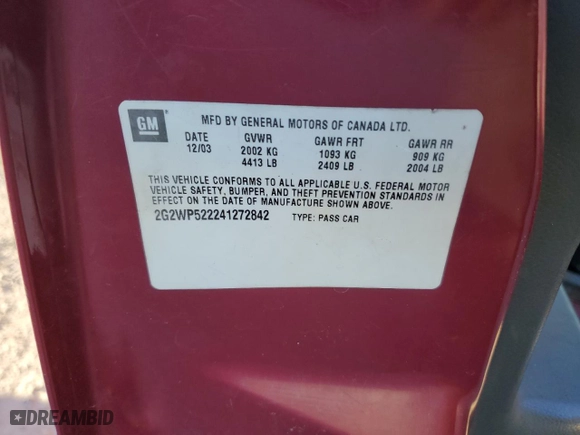 GM
MFD BY GENERAL MOTORS OF CANADA LTD.
DATE GVWR GAWR FRT GAWR RR
12/03 2002 KG 1093 KG 909 KG
4413 LB 2409 LB 2004 LB
THIS VEHICLE CONFORMS TO ALL APPLICABLE U.S. FEDERAL MOTOR
VEHICLE SAFETY, BUMPER, AND THEFT PREVENTION STANDARDS IN
EFFECT ON THE DATE OF MANUFACTURE SHOWN ABOVE.
2G2WP522241272842 TYPE: PASS CAR
DREAMBID